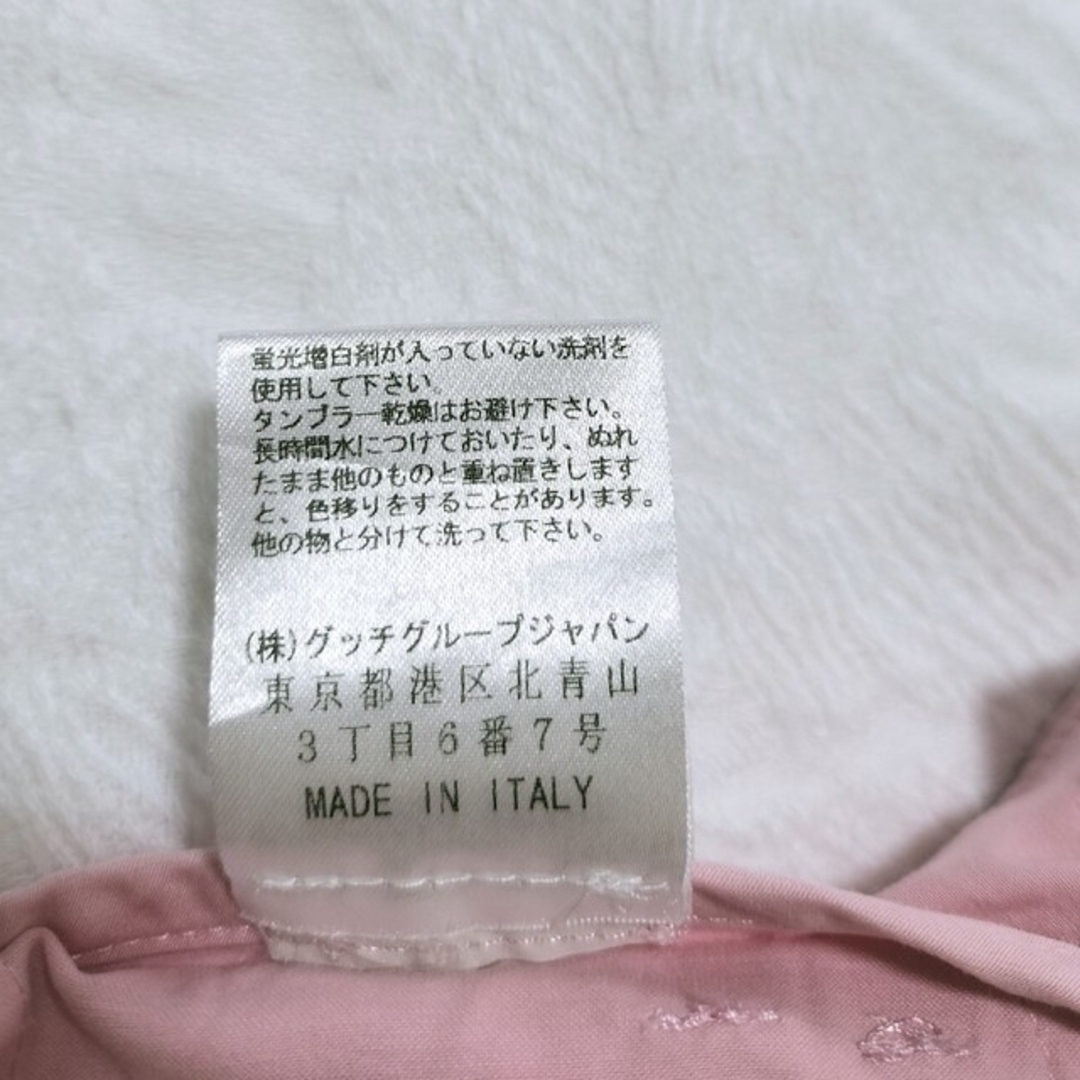 蛍光増白剤が入っていない洗剤を
使用して下さい。
タンブラー乾燥はお避け下さい。
長時間水につけておいたり、ぬれ
たまま他のものと重ね置きします
と、色移りをすることがあります。
他の物と分けて洗って下さい。
(株)グッチグループジャパン
東京都港区北青山
3丁目6番7号
MADE IN ITALY